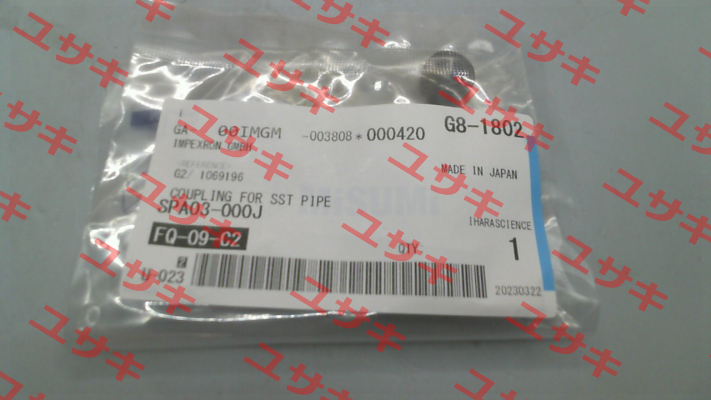 GA 00IMGM -003808*000420 G8-1802
IMPEXRON GMBH
-REFERENCE-
G2/ 1069196 MADE IN JAPAN
COUPLING FOR SST PIPE
SPA03-000J
IHARASCIENCE
FQ-09-C2 QTY- 1
20230322
ユサキ